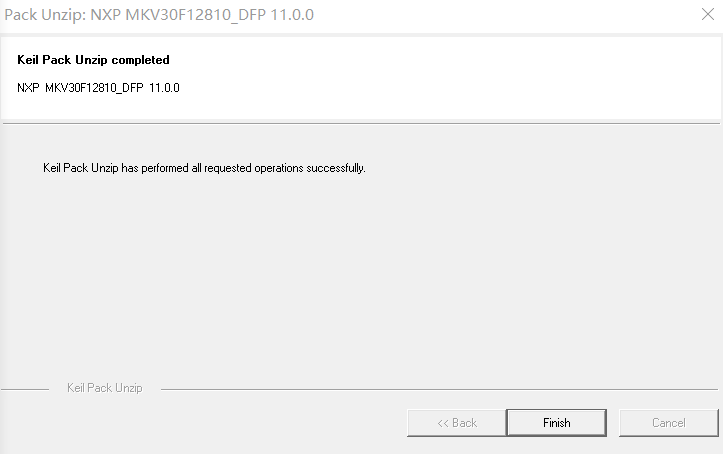 Pack Unzip: NXP MKV30F12810_DFP 11.0.0
Keil Pack Unzip completed
NXP MKV30F12810_DFP 11.0.0
Keil Pack Unzip has performed all requested operations successfully.
Keil Pack Unzip
<< Back Finish Cancel